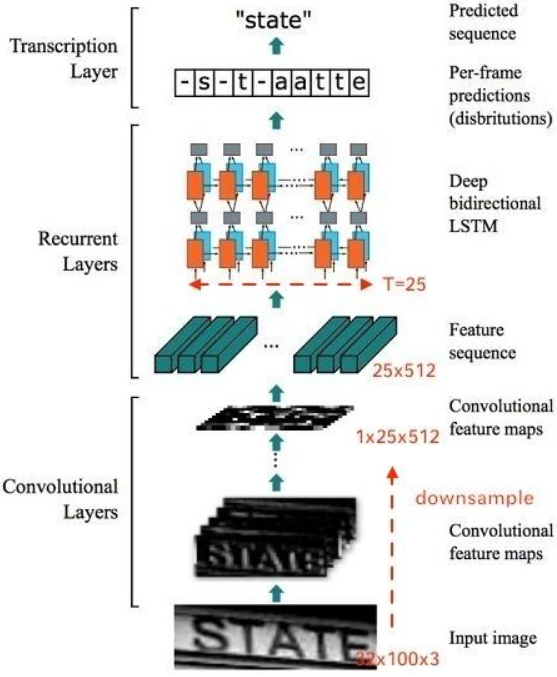 Transcription
Layer
"state"
Predicted
sequence
-s-t-aatte
Per-frame
predictions
(disbritutions)
Recurrent
Layers
...
...
...
...
Deep
bidirectional
LSTM
T=25
...
Feature
sequence
25x512
Convolutional
feature maps
1x25x512
Convolutional
Layers
downsample
STATE
Convolutional
feature maps
STATE
32x100x3
Input image